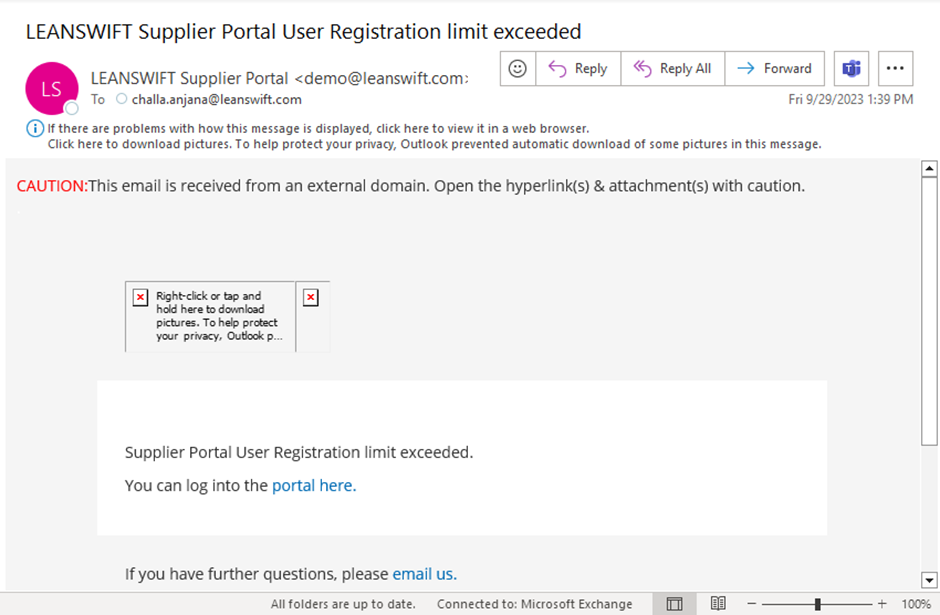 LEANSWIFT Supplier Portal User Registration limit exceeded
LS
LEANSWIFT Supplier Portal <demo@leanswift.com>
Reply
Reply All
Forward
To challa.anjana@leanswift.com
Fri 9/29/2023 1:39 PM
If there are problems with how this message is displayed, click here to view it in a web browser.
Click here to download pictures. To help protect your privacy, Outlook prevented automatic download of some pictures in this message.
CAUTION:This email is received from an external domain. Open the hyperlink(s) & attachment(s) with caution.
Right-click or tap and
hold here to download
pictures. To help protect
your privacy, Outlook p...
Supplier Portal User Registration limit exceeded.
You can log into the portal here.
If you have further questions, please email us.
All folders are up to date. Connected to: Microsoft Exchange 100%